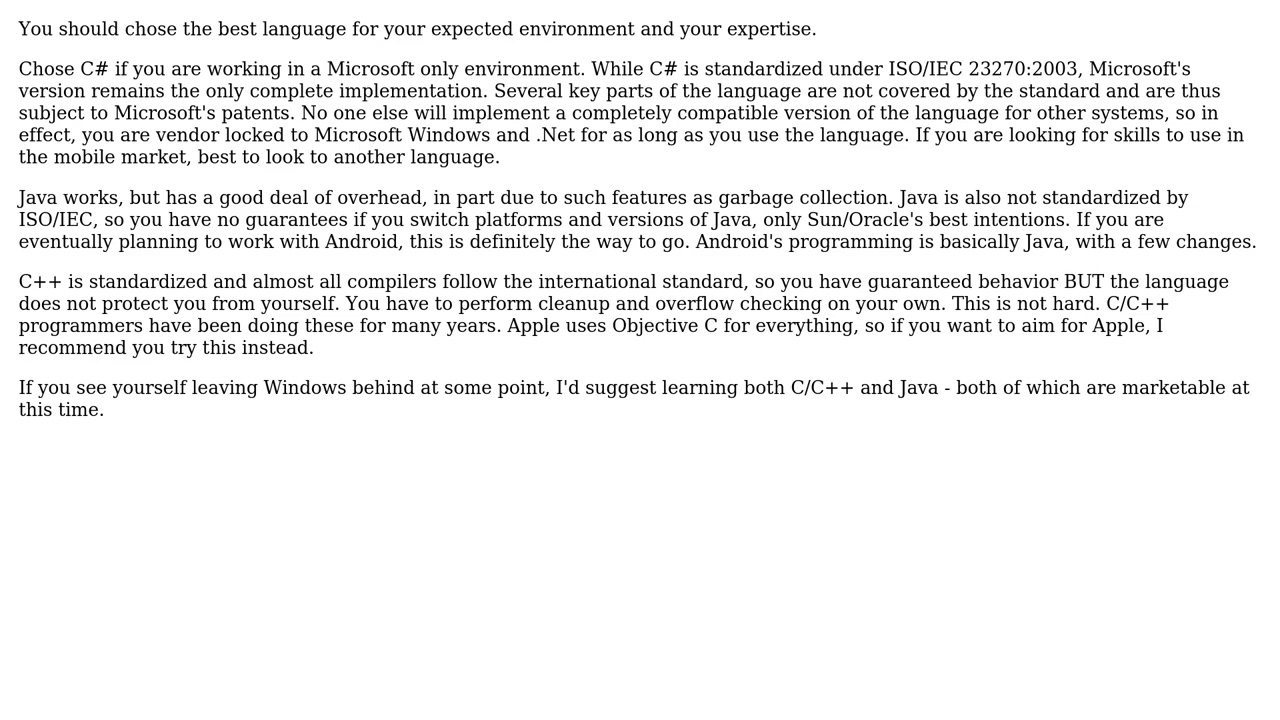 You should chose the best language for your expected environment and your expertise.
Chose C# if you are working in a Microsoft only environment. While C# is standardized under ISO/IEC 23270:2003, Microsoft's
version remains the only complete implementation. Several key parts of the language are not covered by the standard and are thus
subject to Microsoft's patents. No one else will implement a completely compatible version of the language for other systems, so in
effect, you are vendor locked to Microsoft Windows and .Net for as long as you use the language. If you are looking for skills to use in
the mobile market, best to look to another language.
Java works, but has a good deal of overhead, in part due to such features as garbage collection. Java is also not standardized by
ISO/IEC, so you have no guarantees if you switch platforms and versions of Java, only Sun/Oracle's best intentions. If you are
eventually planning to work with Android, this is definitely the way to go. Android's programming is basically Java, with a few changes.
C++ is standardized and almost all compilers follow the international standard, so you have guaranteed behavior BUT the language
does not protect you from yourself. You have to perform cleanup and overflow checking on your own. This is not hard. C/C++
programmers have been doing these for many years. Apple uses Objective C for everything, so if you want to aim for Apple, I
recommend you try this instead.
If you see yourself leaving Windows behind at some point, I'd suggest learning both C/C++ and Java - both of which are marketable at
this time.